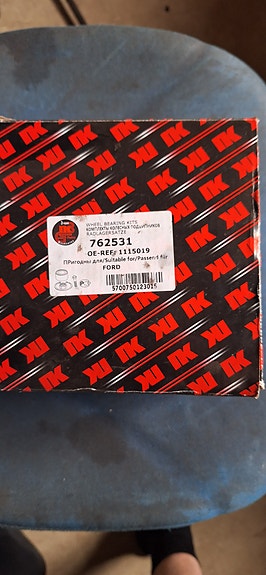 NK
WHEEL BEARING KITS
КОМПЛЕКТЫ КОЛЕСНЫХ ПОДШИПНИКОВ
RADLAGERSÄTZE
762531
OE-REF: 1115019
Пригодны для/Suitable for/Passend für
FORD
5700750123015